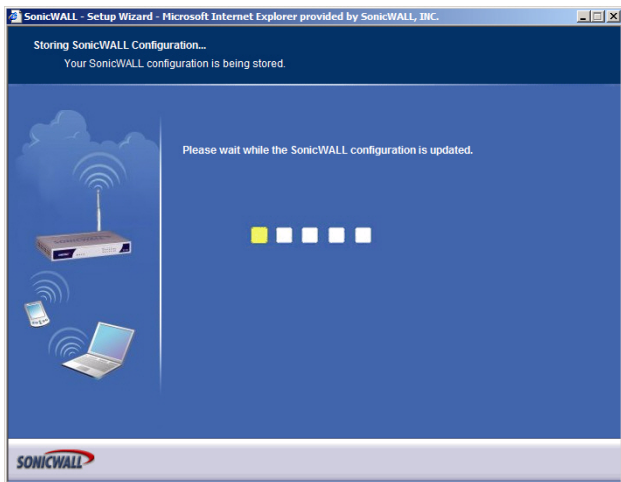 SonicWALL - Setup Wizard - Microsoft Internet Explorer provided by SonicWALL, INC.
Storing SonicWALL Configuration...
Your SonicWALL configuration is being stored.
Please wait while the SonicWALL configuration is updated.
SONICWALL